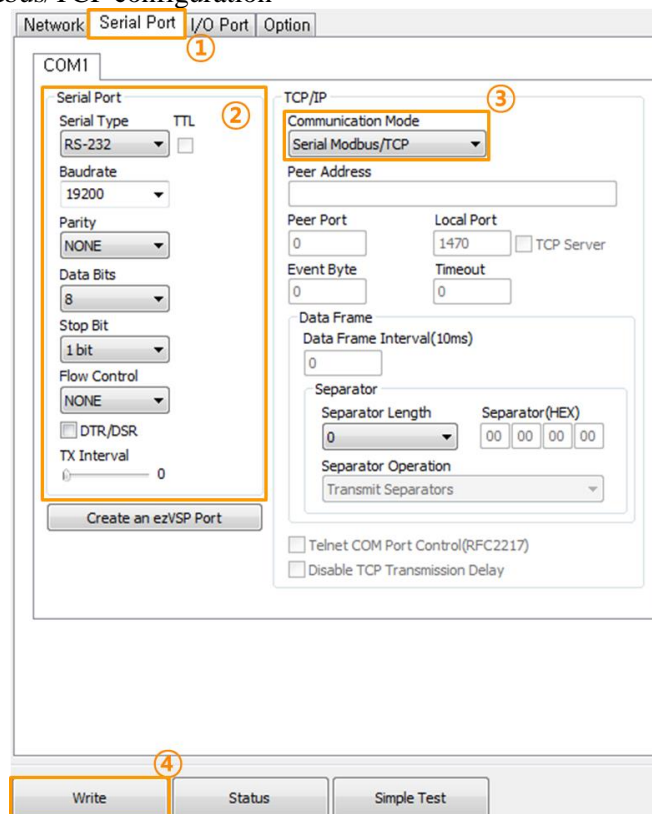 bus/TCP configuration
Network Serial Port I/O Port Option
①
COM1
Serial Port
Serial Type TTL ②
RS-232
Baudrate
19200
Parity
NONE
Data Bits
8
Stop Bit
1 bit
Flow Control
NONE
DTR/DSR
TX Interval
0
Create an ezVSP Port
TCP/IP
③
Communication Mode
Serial Modbus/TCP
Peer Address
Peer Port Local Port
0 1470 TCP Server
Event Byte Timeout
0 0
Data Frame
Data Frame Interval(10ms)
0
Separator
Separator Length Separator(HEX)
0 00 00 00 00
Separator Operation
Transmit Separators
Telnet COM Port Control(RFC2217)
Disable TCP Transmission Delay
④
Write Status Simple Test